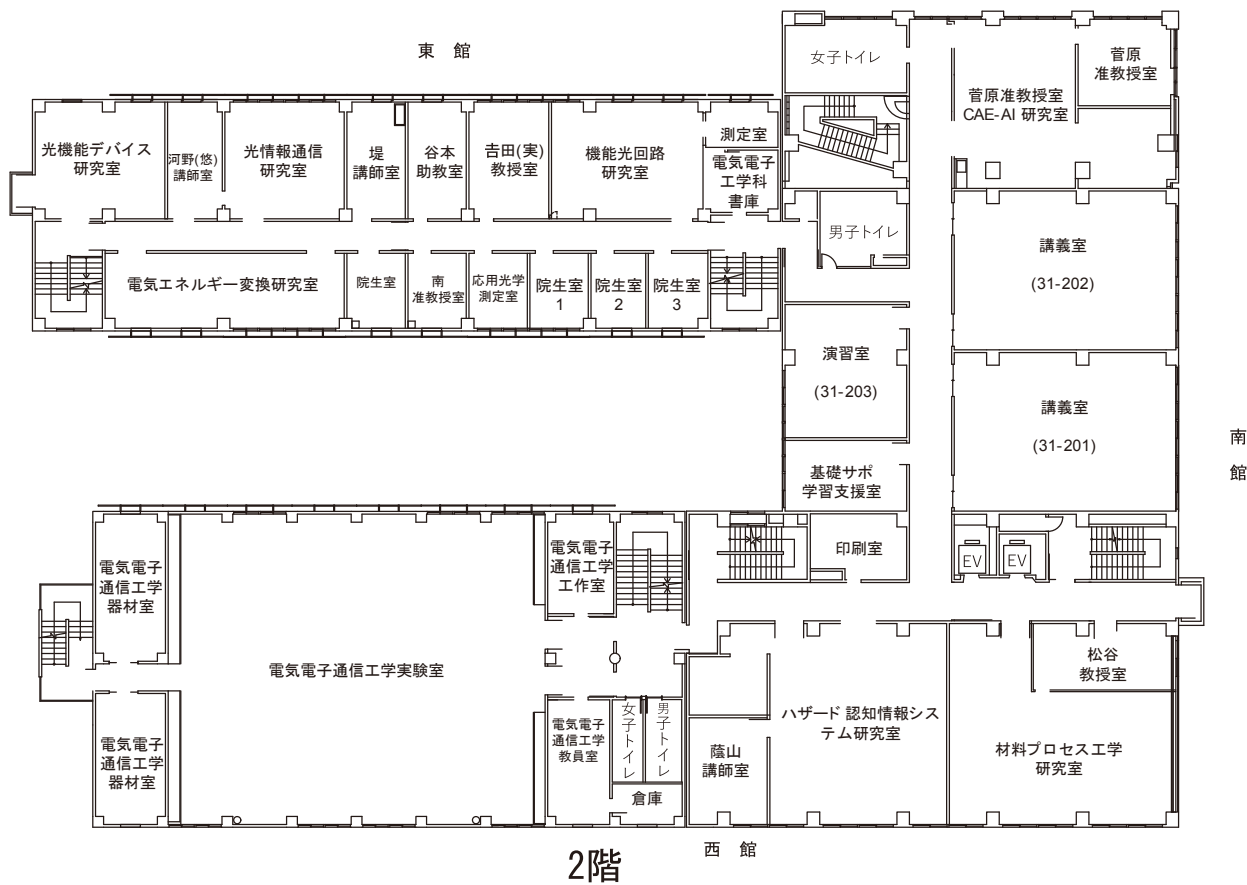 東 館
女子トイレ
菅原
准教授室
菅原准教授室
CAE-AI 研究室
光機能デバイス
研究室
河野(悠)
講師室
光情報通信
研究室
堤
講師室
谷本
助教室
吉田(実)
教授室
機能光回路
研究室
測定室
電気電子
工学科
書庫
男子トイレ
講義室
(31-202)
電気エネルギー変換研究室
院生室
南
准教授室
応用光学
測定室
院生室
1
院生室
2
院生室
3
演習室
(31-203)
講義室
(31-201)
南
館
基礎サポ
学習支援室
印刷室
EV
EV
電気電子
通信工学
器材室
電気電子
通信工学
工作室
電気電子通信工学実験室
松谷
教授室
電気電子
通信工学
器材室
電気電子
通信工学
教員室
女子トイレ
男子トイレ
倉庫
蔭山
講師室
ハザード 認知情報シス
テム研究室
材料プロセス工学
研究室
西 館
2階